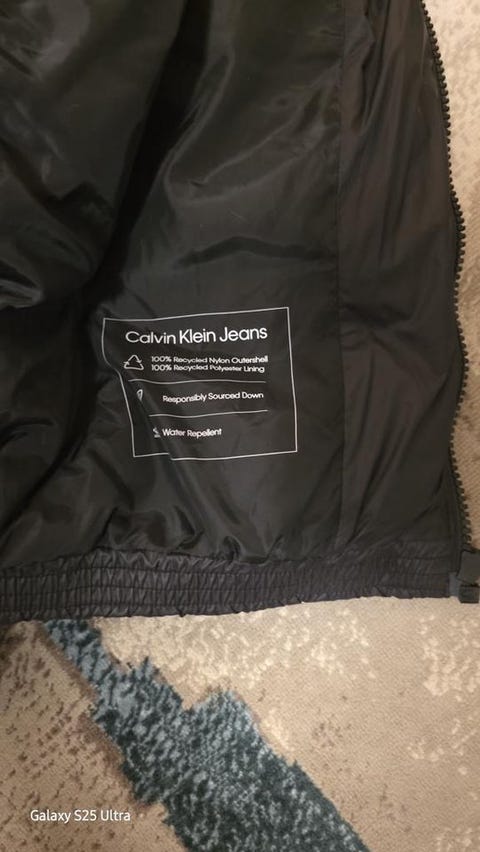 Calvin Klein Jeans
100% Recycled Nylon Outershell
100% Recycled Polyester Lining
Responsibly Sourced Down
Water Repellent
Galaxy S25 Ultra